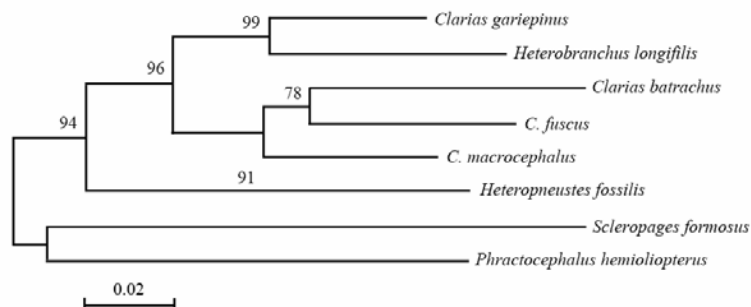 99
Clarias gariepinus
Heterobranchus longifilis
96
78
Clarias batrachus
C. fuscus
94
C. macrocephalus
91
Heteropneustes fossilis
Scleropages formosus
Phractocephalus hemioliopterus
0.02